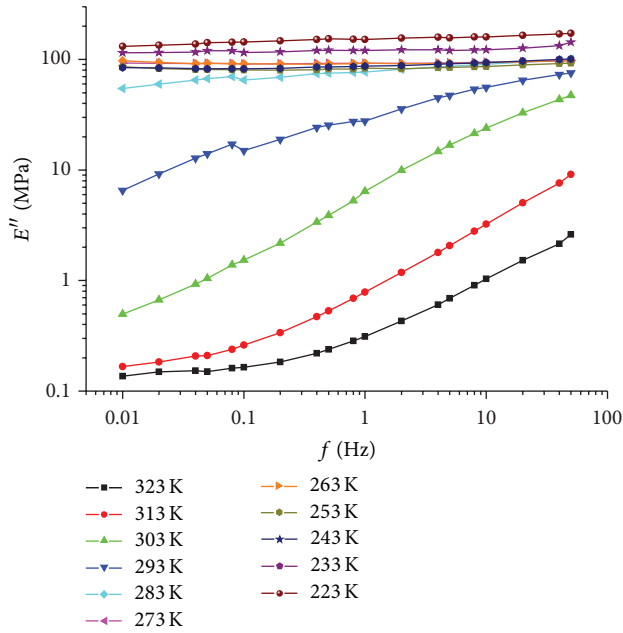 100
10
1
0.1
E″ (MPa)
0.01 0.1 1 10 100
f (Hz)
323 K
313 K
303 K
293 K
283 K
273 K
263 K
253 K
243 K
233 K
223 K